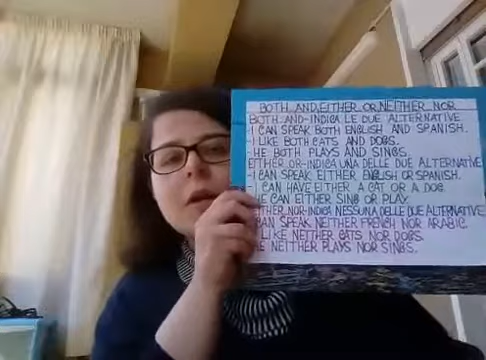 BOTH AND, EITHER OR, NEITHER NOR
BOTH AND-INDICA LE DUE ALTERNATIVE.
-I CAN SPEAK BOTH ENGLISH AND SPANISH.
-I LIKE BOTH CATS AND DOGS.
-HE BOTH PLAYS AND SINGS.
EITHER OR-INDICA UNA DELLE DUE ALTERNATIVE
-I CAN SPEAK EITHER ENGLISH OR SPANISH.
-I CAN HAVE EITHER A CAT OR A DOG.
HE CAN EITHER SING OR PLAY.
NEITHER NOR-INDICA NESSUNA DELLE DUE ALTERNATIVE
CAN SPEAK NEITHER FRENCH NOR ARABIC.
LIKE NEITHER CATS NOR DOGS.
HE NEITHER PLAYS NOR SINGS.